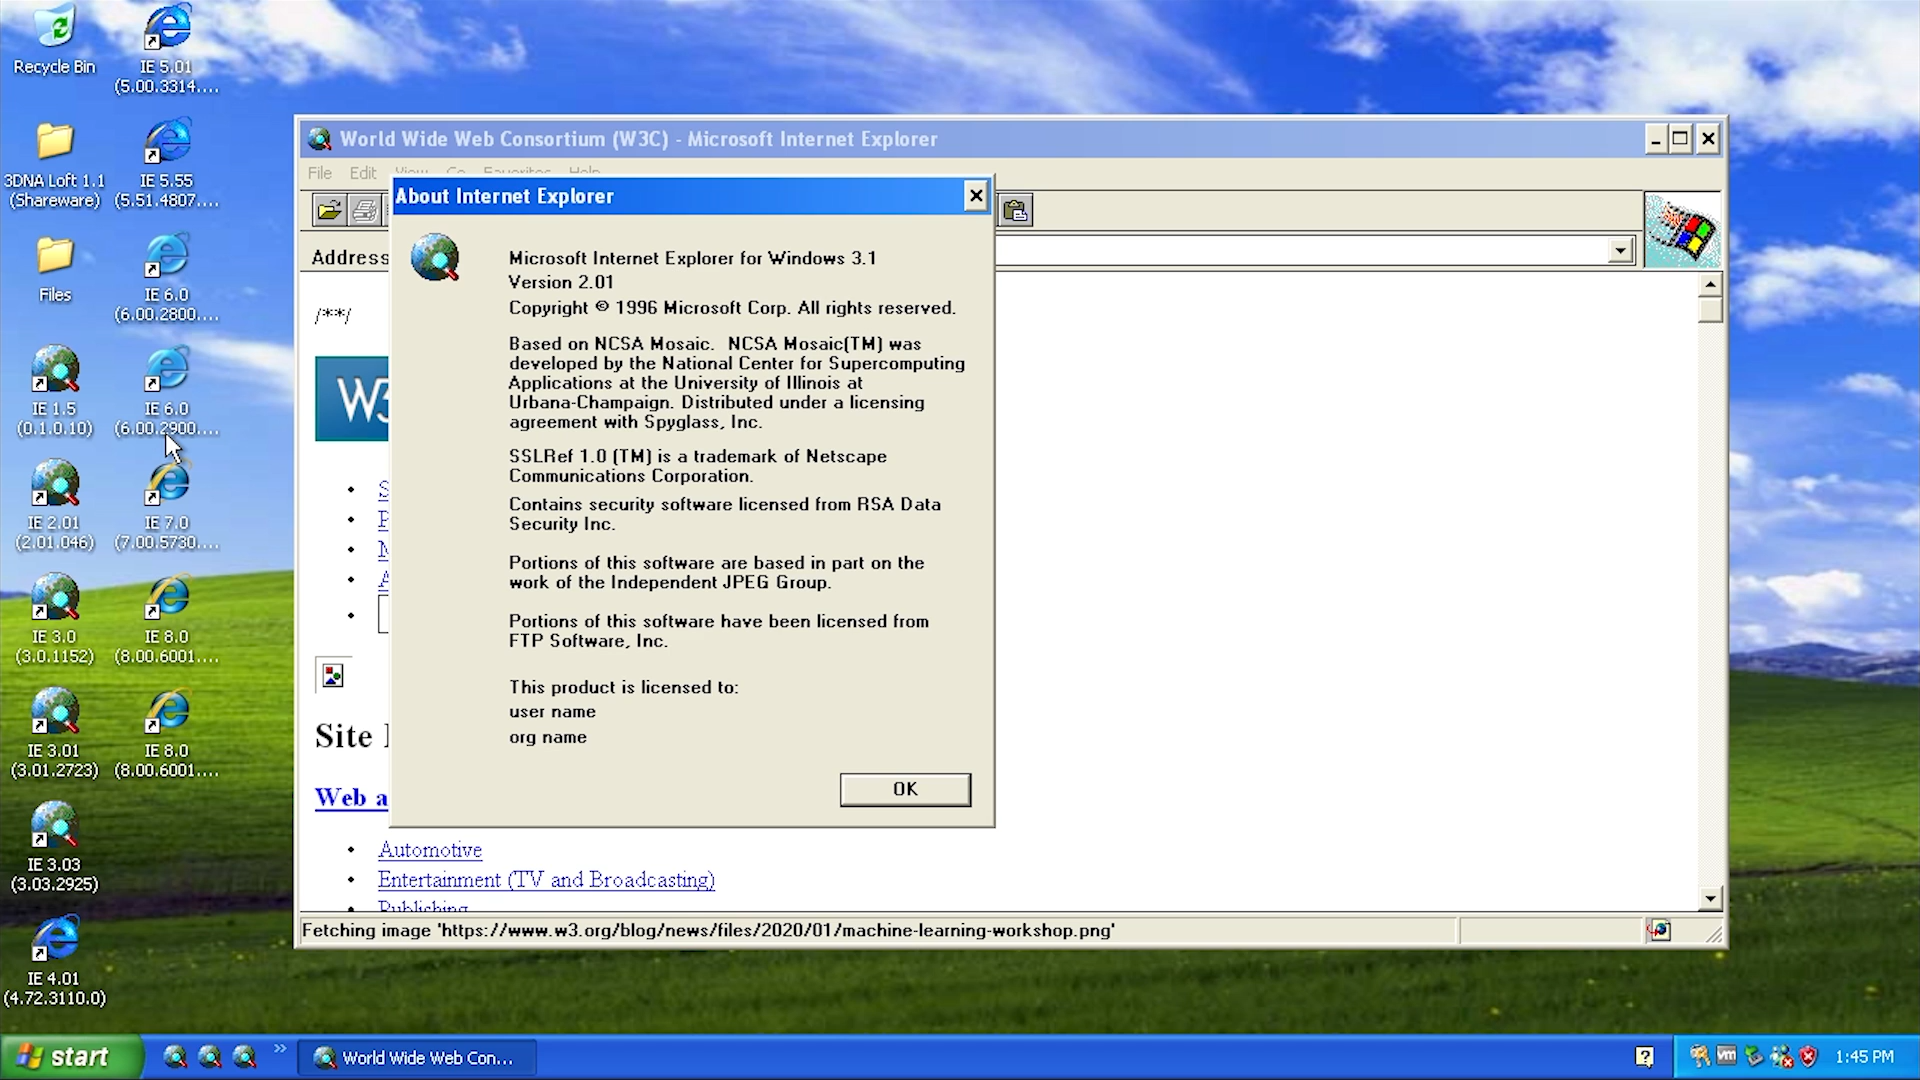 Recycle Bin
IE 5.01
(5.00.3314....
3DNA Loft 1.1
(Shareware)
IE 5.55
(5.51.4807....
Files
IE 6.0
(6.00.2800....
IE 1.5
(0.1.0.10)
IE 6.0
(6.00.2900....
IE 2.01
(2.01.046)
IE 7.0
(7.00.5730....
IE 3.0
(3.0.1152)
IE 8.0
(8.00.6001....
IE 3.01
(3.01.2723)
IE 8.0
(8.00.6001....
IE 3.03
(3.03.2925)
IE 4.01
(4.72.3110.0)
World Wide Web Consortium (W3C) - Microsoft Internet Explorer
File Edit View Go Favorites Help
Address
/**/
W3
Site
Web a
Automotive
Entertainment (TV and Broadcasting)
Publishing
Fetching image 'https://www.w3.org/blog/news/files/2020/01/machine-learning-workshop.png'
About Internet Explorer
Microsoft Internet Explorer for Windows 3.1
Version 2.01
Copyright © 1996 Microsoft Corp. All rights reserved.
Based on NCSA Mosaic. NCSA Mosaic(TM) was
developed by the National Center for Supercomputing
Applications at the University of Illinois at
Urbana-Champaign. Distributed under a licensing
agreement with Spyglass, Inc.
SSLRef 1.0 (TM) is a trademark of Netscape
Communications Corporation.
Contains security software licensed from RSA Data
Security Inc.
Portions of this software are based in part on the
work of the Independent JPEG Group.
Portions of this software have been licensed from
FTP Software, Inc.
This product is licensed to:
user name
org name
OK
start
World Wide Web Con...
vm
1:45 PM